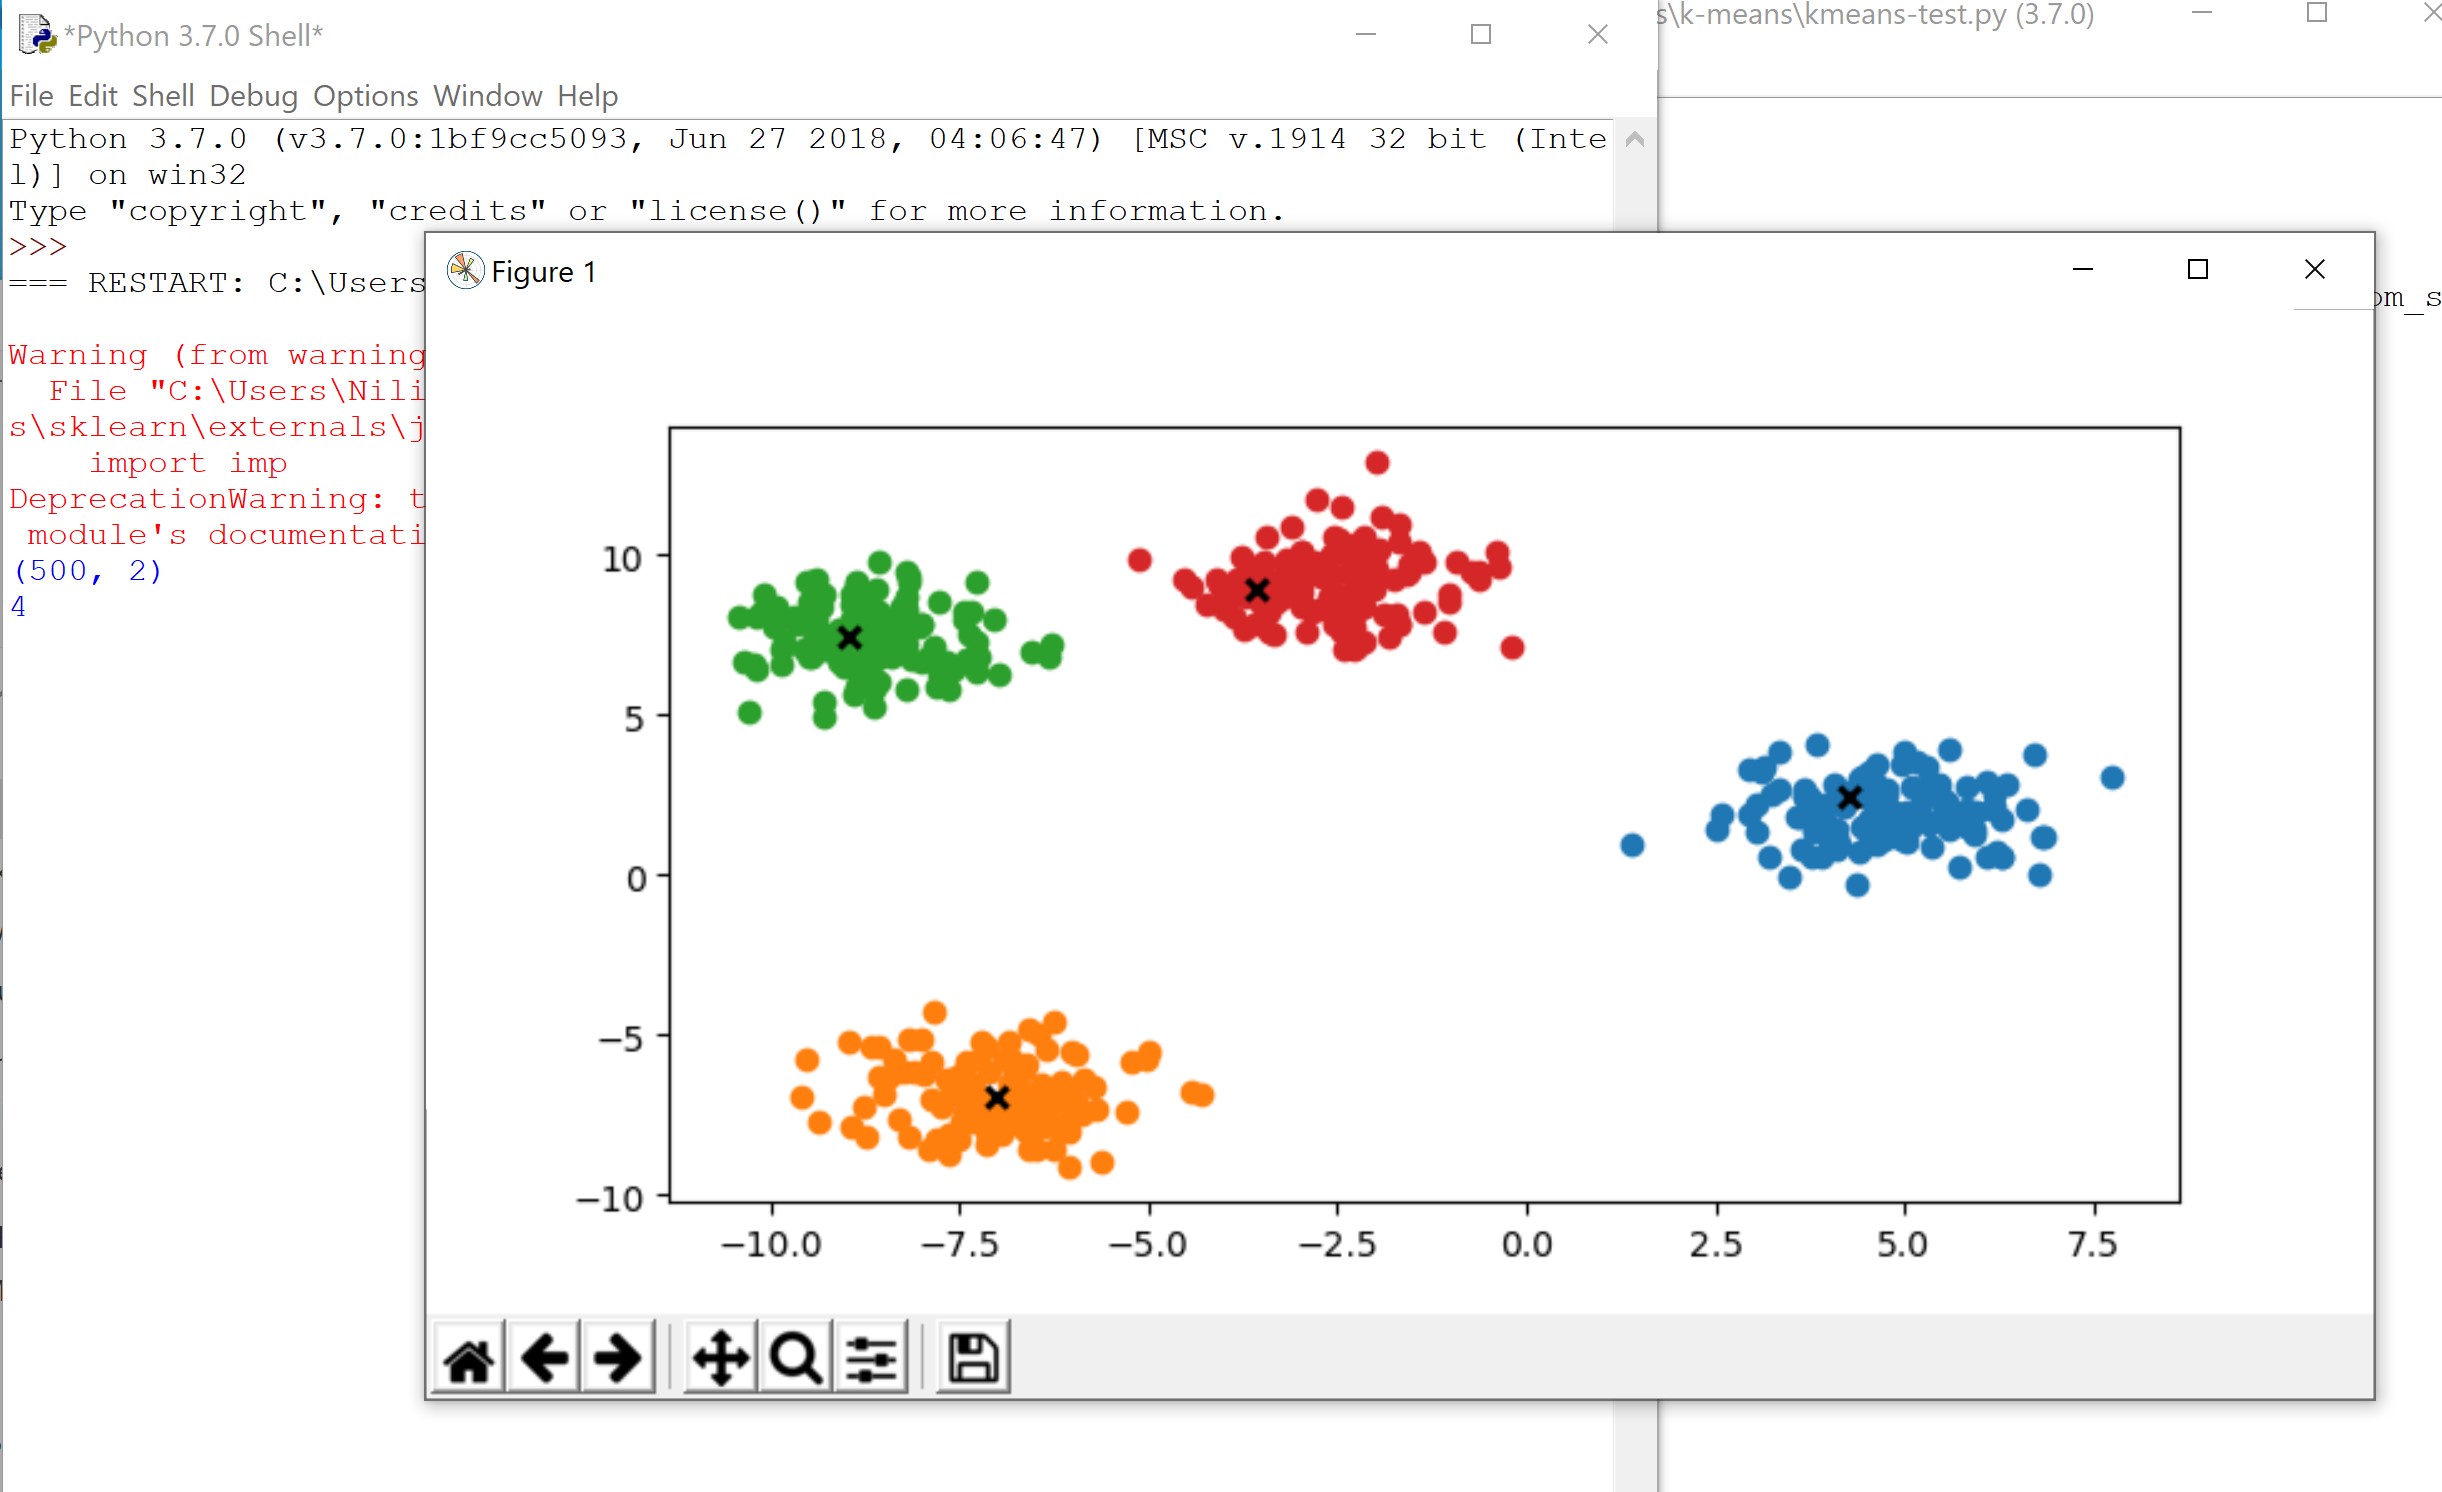 *Python 3.7.0 Shell*
s\k-means\kmeans-test.py (3.7.0)
File Edit Shell Debug Options Window Help
Python 3.7.0 (v3.7.0:1bf9cc5093, Jun 27 2018, 04:06:47) [MSC v.1914 32 bit (Inte
l)] on win32
Type "copyright", "credits" or "license()" for more information.
>>>
=== RESTART: C:\Users
Warning (from warning
File "C:\Users\Nili
s\sklearn\externals\j
import imp
DeprecationWarning: t
module's documentati
(500, 2)
4
om_s
Figure 1
10
5
0
−5
−10
−10.0 −7.5 −5.0 −2.5 0.0 2.5 5.0 7.5